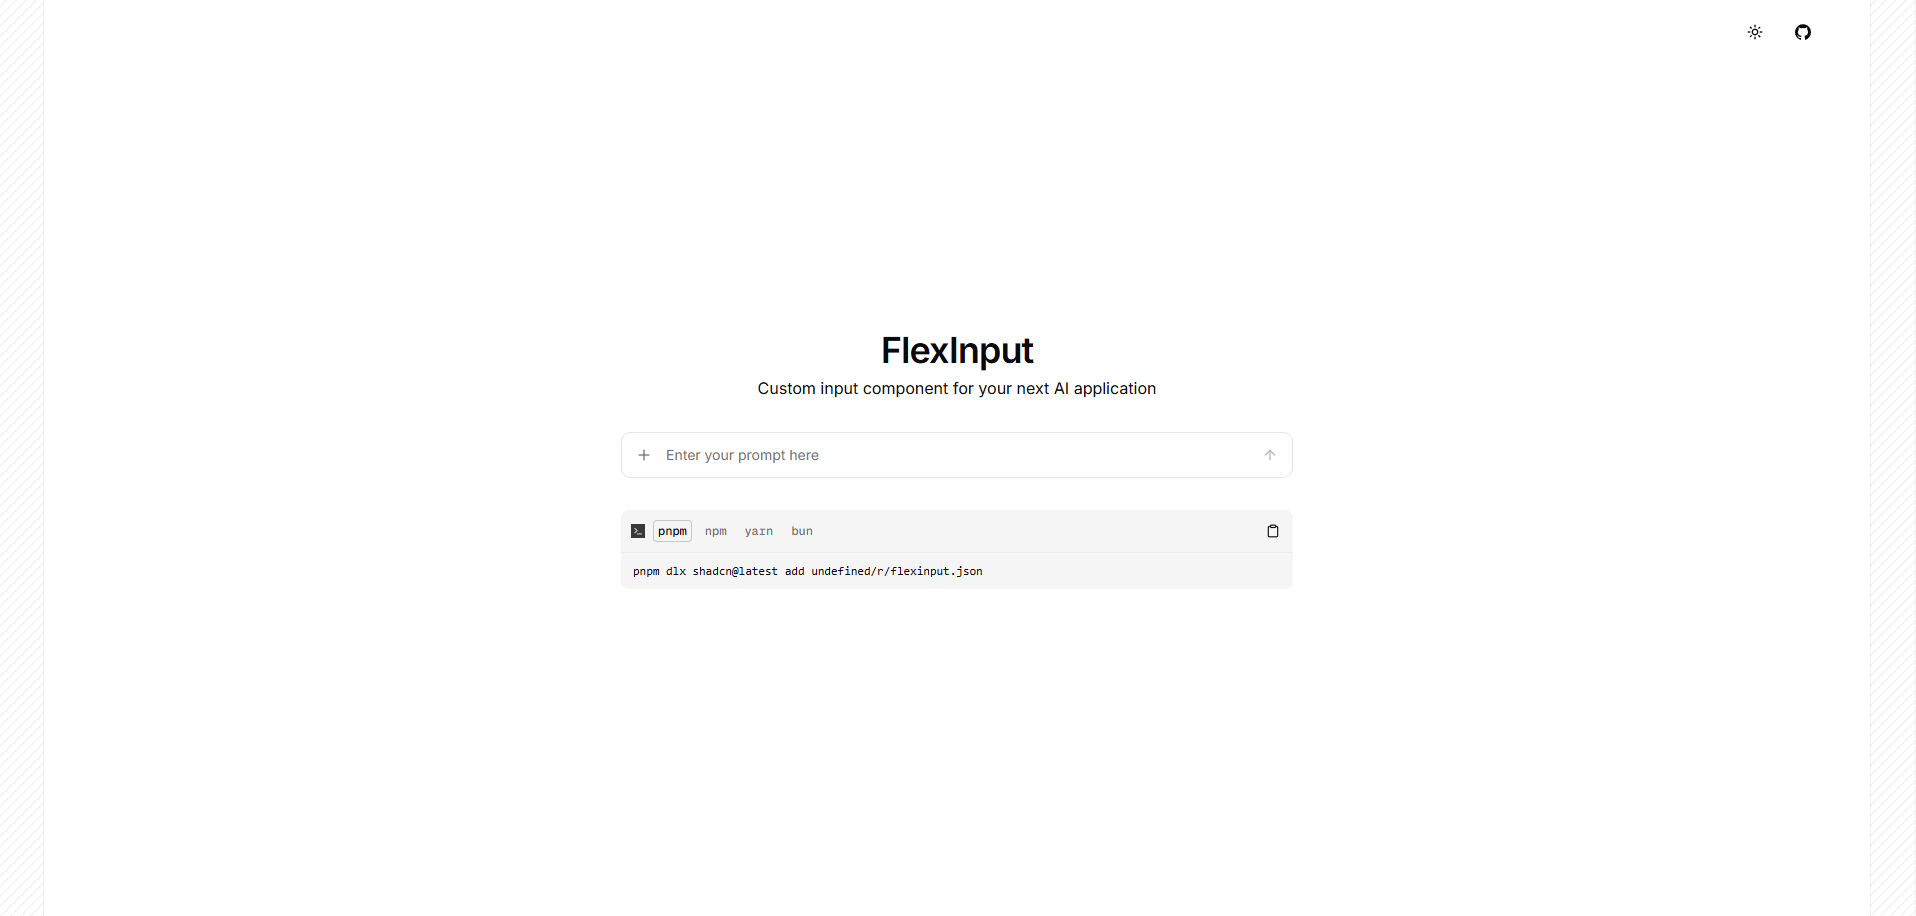 FlexInput
Custom input component for your next AI application
Enter your prompt here
pnpm npm yarn bun
pnpm dlx shadcn@latest add undefined/r/flexinput.json